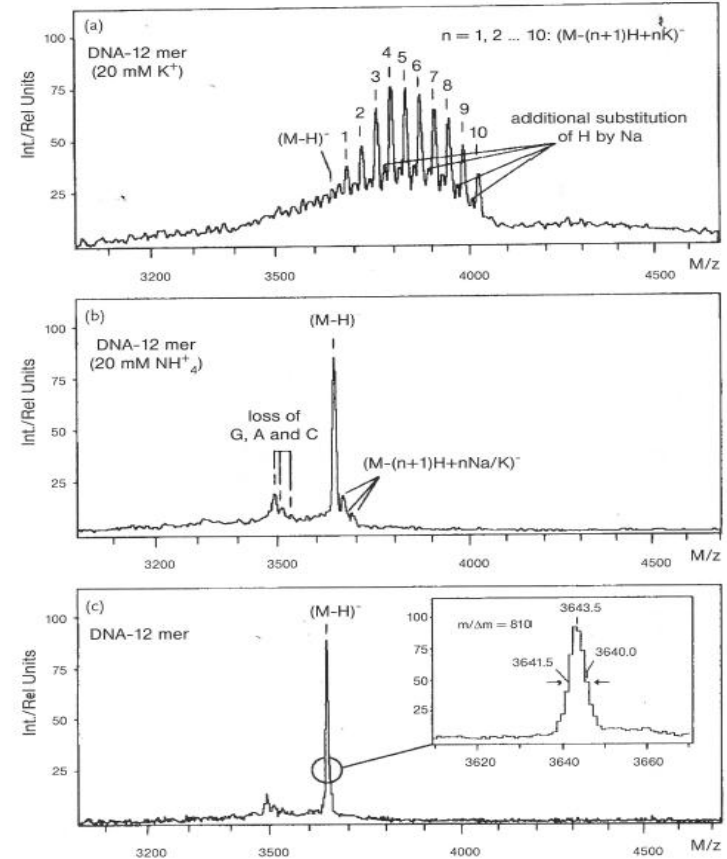 (a)
DNA-12 mer
(20 mM K⁺)
n = 1, 2 ... 10: (M-(n+1)H+nK)⁻
(M-H)⁻
1
2
3
4
5
6
7
8
9
10
additional substitution
of H by Na
Int./Rel Units
100
75
50
25
3200
3500
4000
4500
M/z
(b)
DNA-12 mer
(20 mM NH⁺₄)
(M-H)
loss of
G, A and C
(M-(n+1)H+nNa/K)⁻
Int./Rel Units
100
75
50
25
3200
3500
4000
4500
M/z
(c)
DNA-12 mer
(M-H)⁻
Int./Rel Units
100
75
50
25
3200
3500
4000
4500
M/z
m/Δm = 810
3643.5
3641.5
3640.0
100
75
50
25
3620
3640
3660